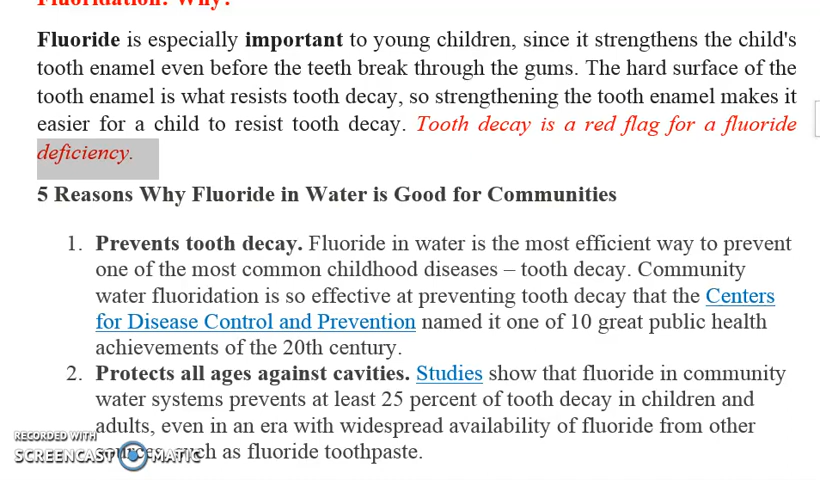 Fluoridation: Why?
Fluoride is especially important to young children, since it strengthens the child's
tooth enamel even before the teeth break through the gums. The hard surface of the
tooth enamel is what resists tooth decay, so strengthening the tooth enamel makes it
easier for a child to resist tooth decay. Tooth decay is a red flag for a fluoride
deficiency.
5 Reasons Why Fluoride in Water is Good for Communities
1. Prevents tooth decay. Fluoride in water is the most efficient way to prevent
one of the most common childhood diseases – tooth decay. Community
water fluoridation is so effective at preventing tooth decay that the Centers
for Disease Control and Prevention named it one of 10 great public health
achievements of the 20th century.
2. Protects all ages against cavities. Studies show that fluoride in community
water systems prevents at least 25 percent of tooth decay in children and
adults, even in an era with widespread availability of fluoride from other
sources, such as fluoride toothpaste.
RECORDED WITH
SCREENCAST MATIC